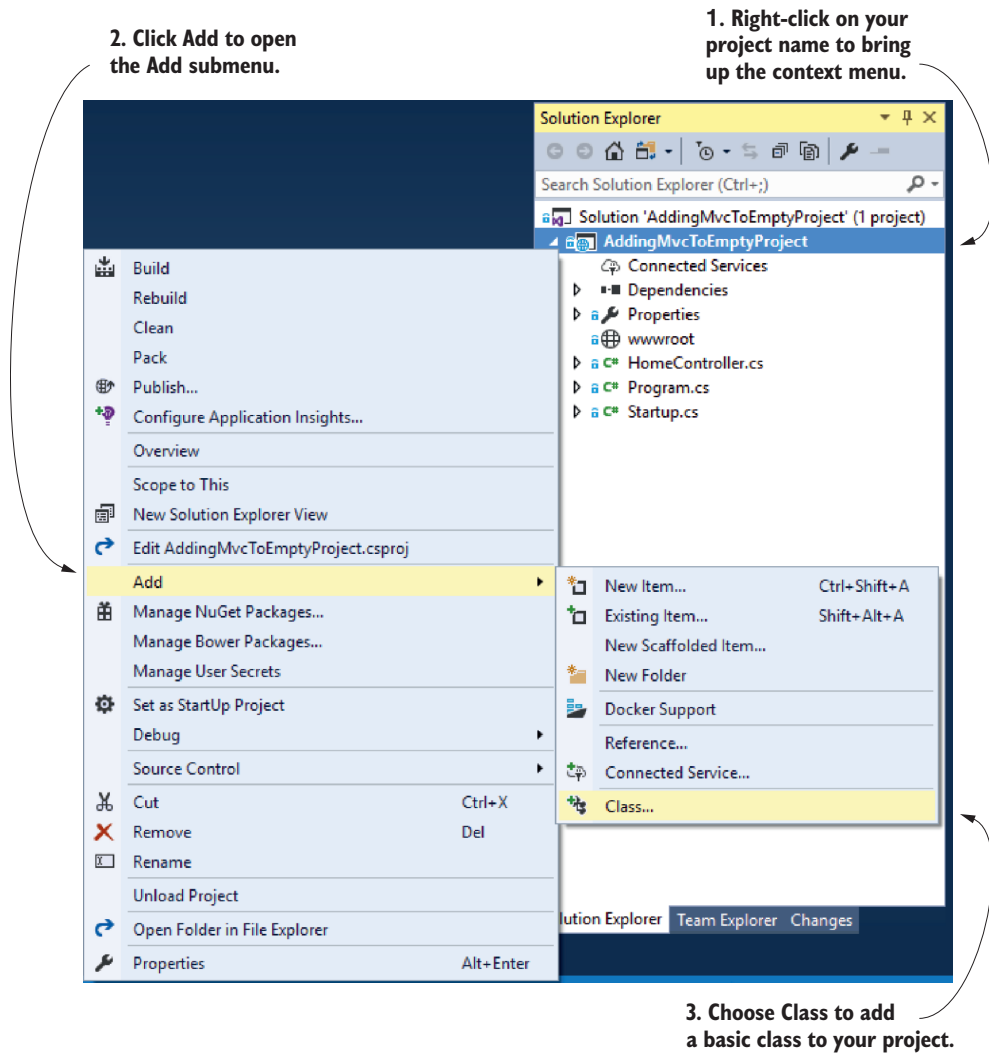 2. Click Add to open
the Add submenu.
1. Right-click on your
project name to bring
up the context menu.
Solution Explorer
Search Solution Explorer (Ctrl+;)
Solution 'AddingMvcToEmptyProject' (1 project)
AddingMvcToEmptyProject
Connected Services
Dependencies
Properties
wwwroot
C# HomeController.cs
C# Program.cs
C# Startup.cs
Build
Rebuild
Clean
Pack
Publish...
Configure Application Insights...
Overview
Scope to This
New Solution Explorer View
Edit AddingMvcToEmptyProject.csproj
Add
Manage NuGet Packages...
Manage Bower Packages...
Manage User Secrets
Set as StartUp Project
Debug
Source Control
Cut Ctrl+X
Remove Del
Rename
Unload Project
Open Folder in File Explorer
Properties Alt+Enter
New Item... Ctrl+Shift+A
Existing Item... Shift+Alt+A
New Scaffolded Item...
New Folder
Docker Support
Reference...
Connected Service...
Class...
lution Explorer Team Explorer Changes
3. Choose Class to add
a basic class to your project.